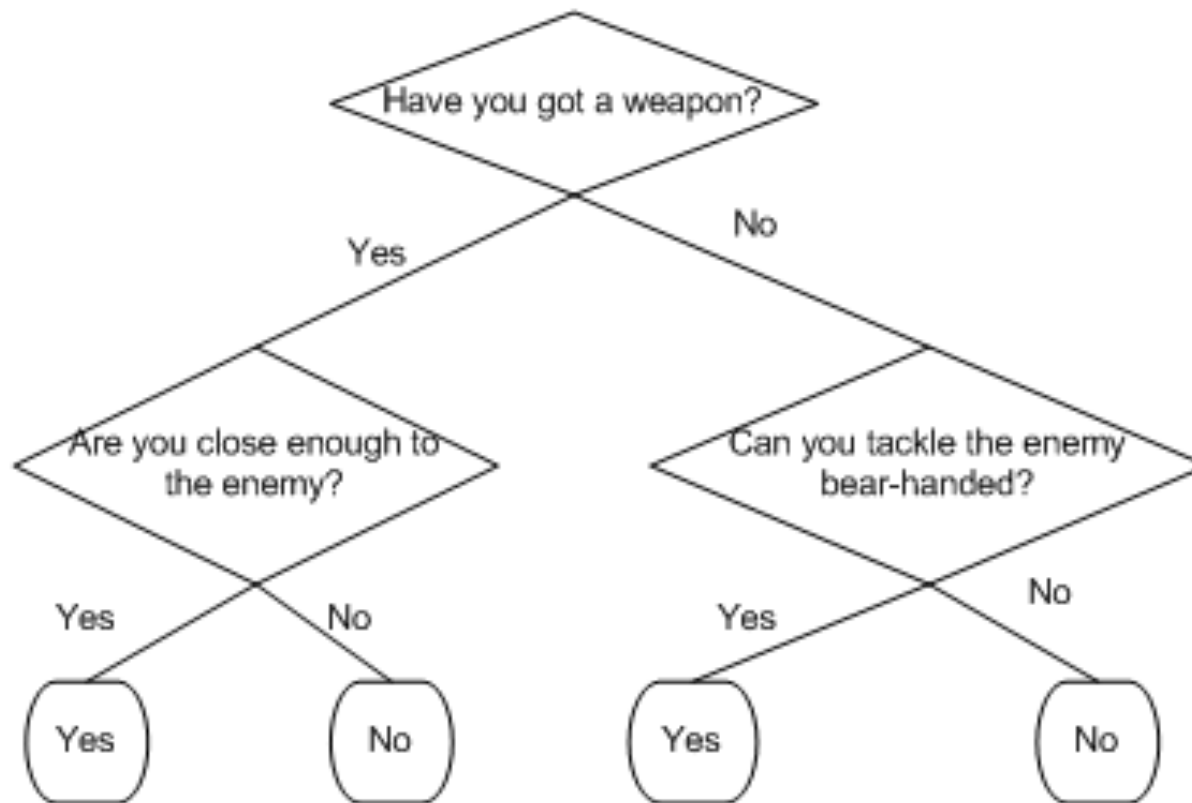 Have you got a weapon?
Yes
No
Are you close enough to
the enemy?
Can you tackle the enemy
bear-handed?
Yes
No
Yes
No
Yes
No
Yes
No